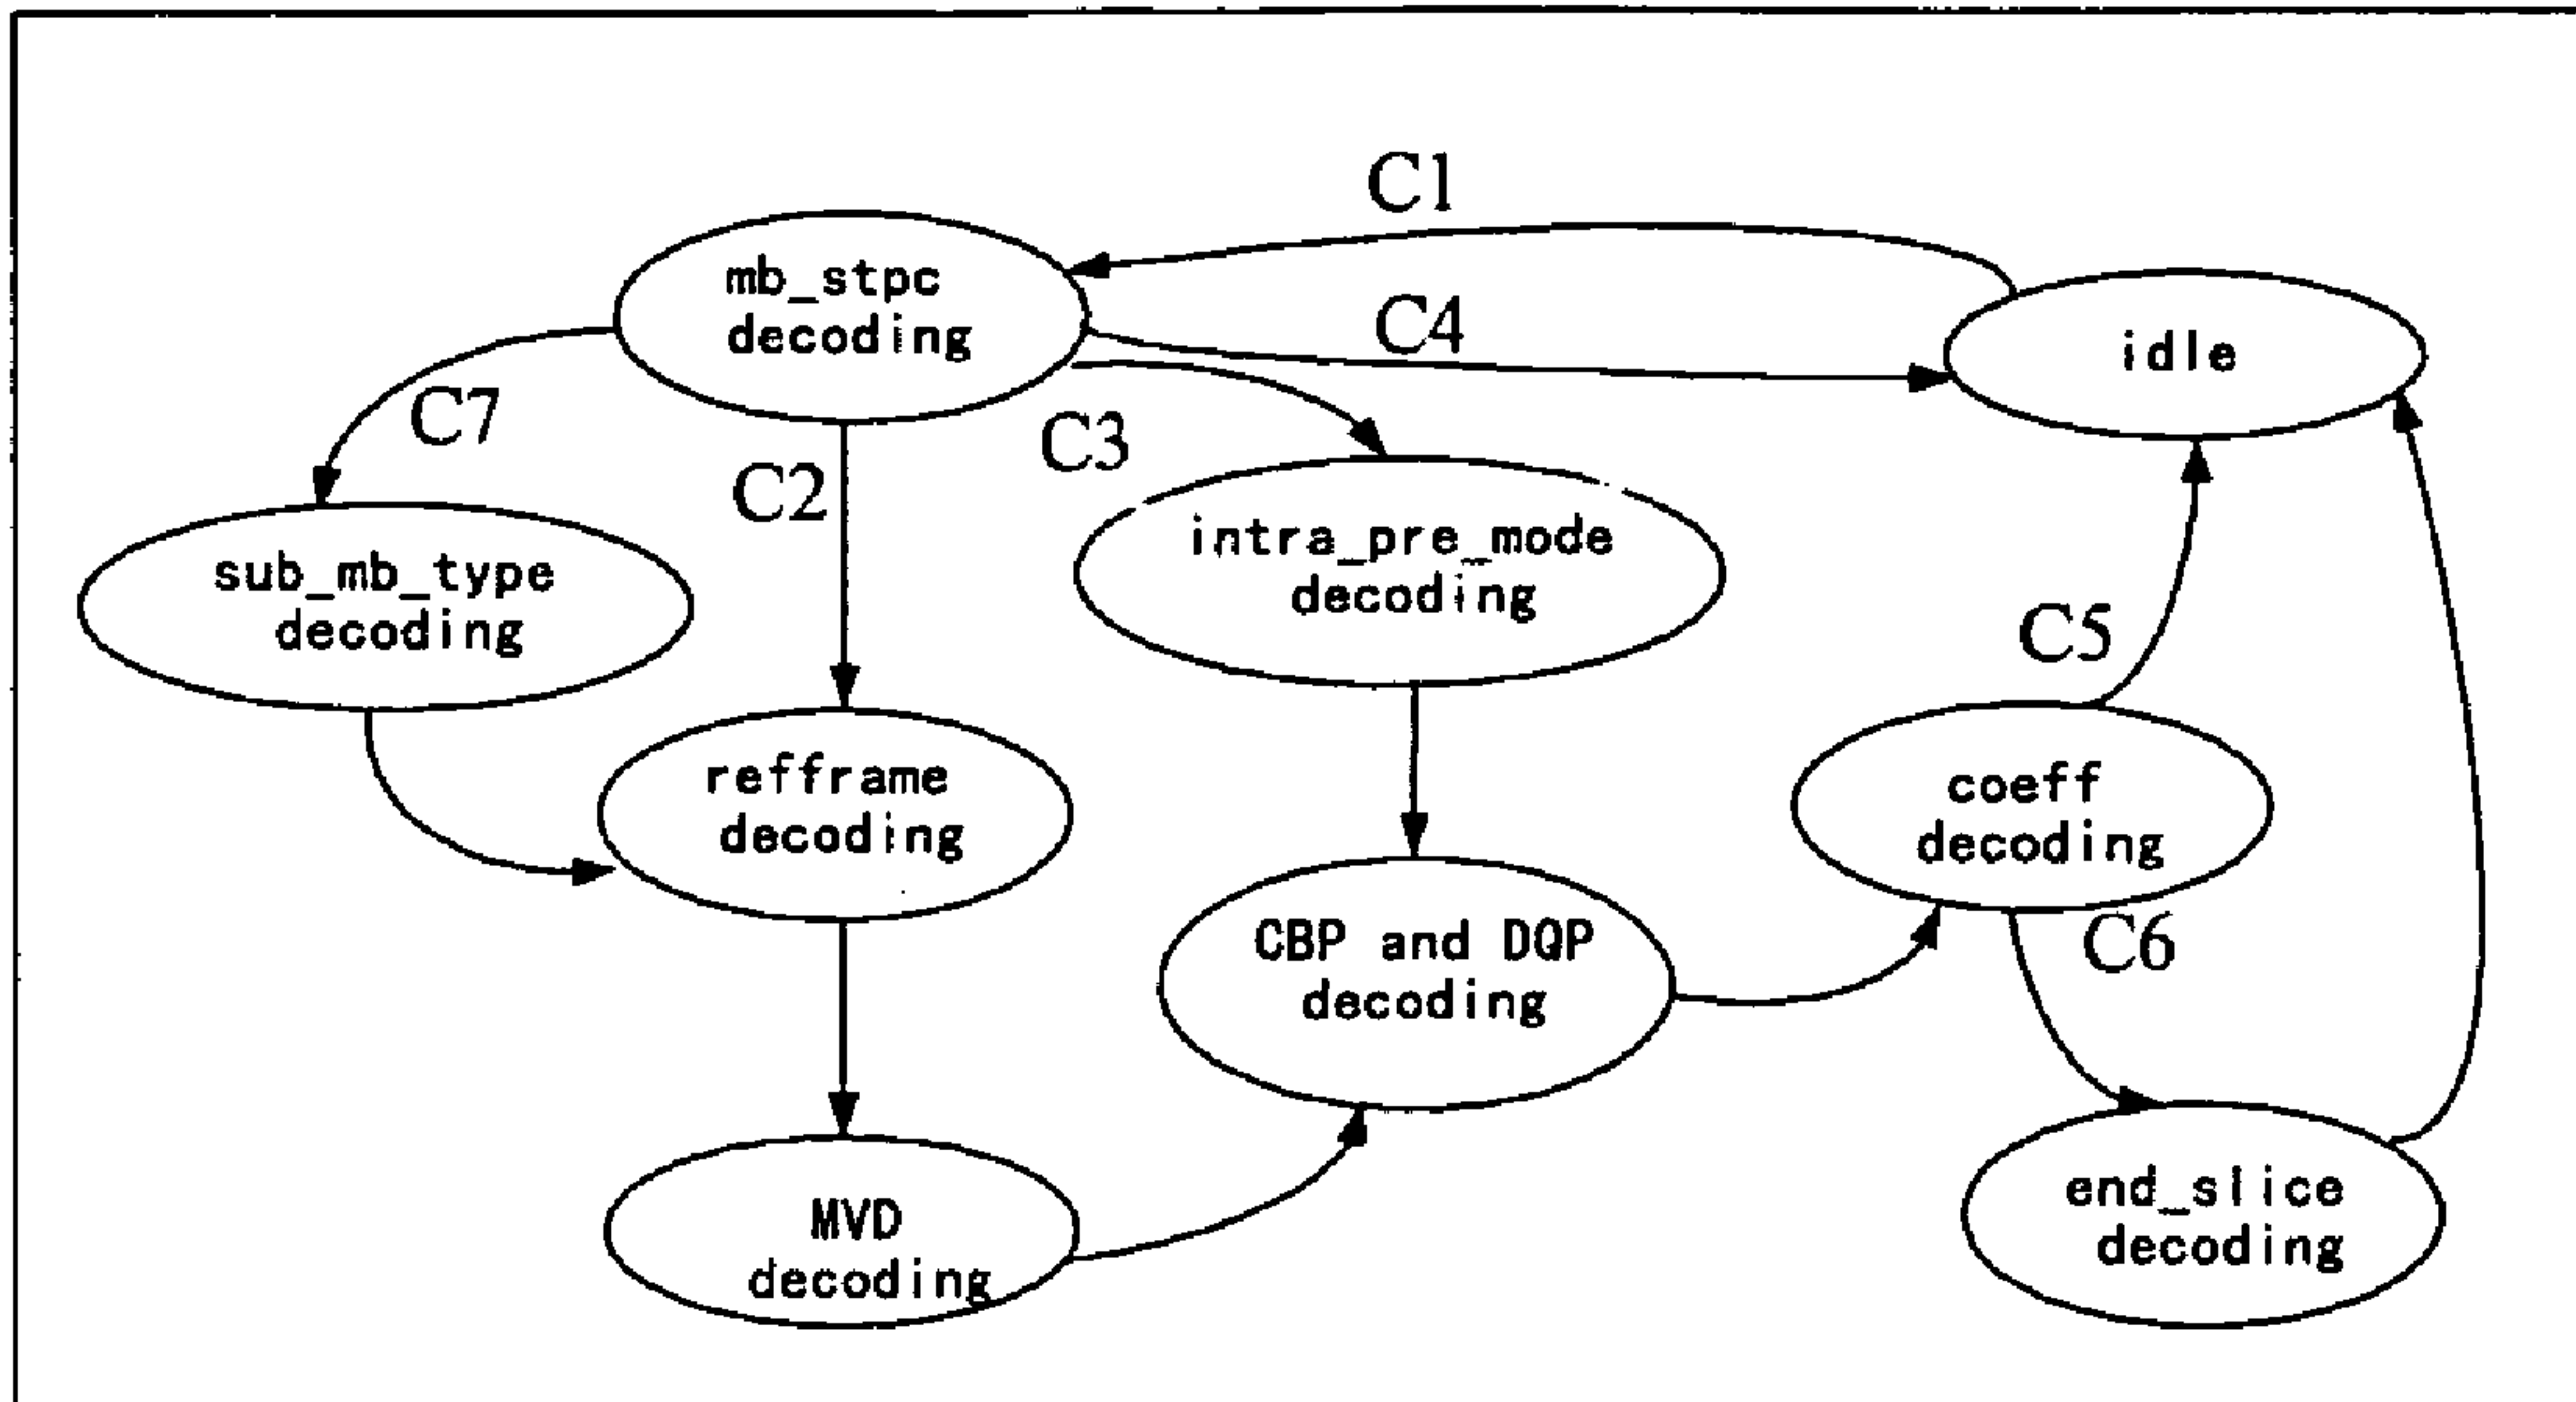 C1
mb_stpc
decoding
C4
idle
C7
C3
C2
intra_pre_mode
decoding
sub_mb_type
decoding
C5
refframe
decoding
coeff
decoding
CBP and DQP
decoding
C6
MVD
decoding
end_slice
decoding